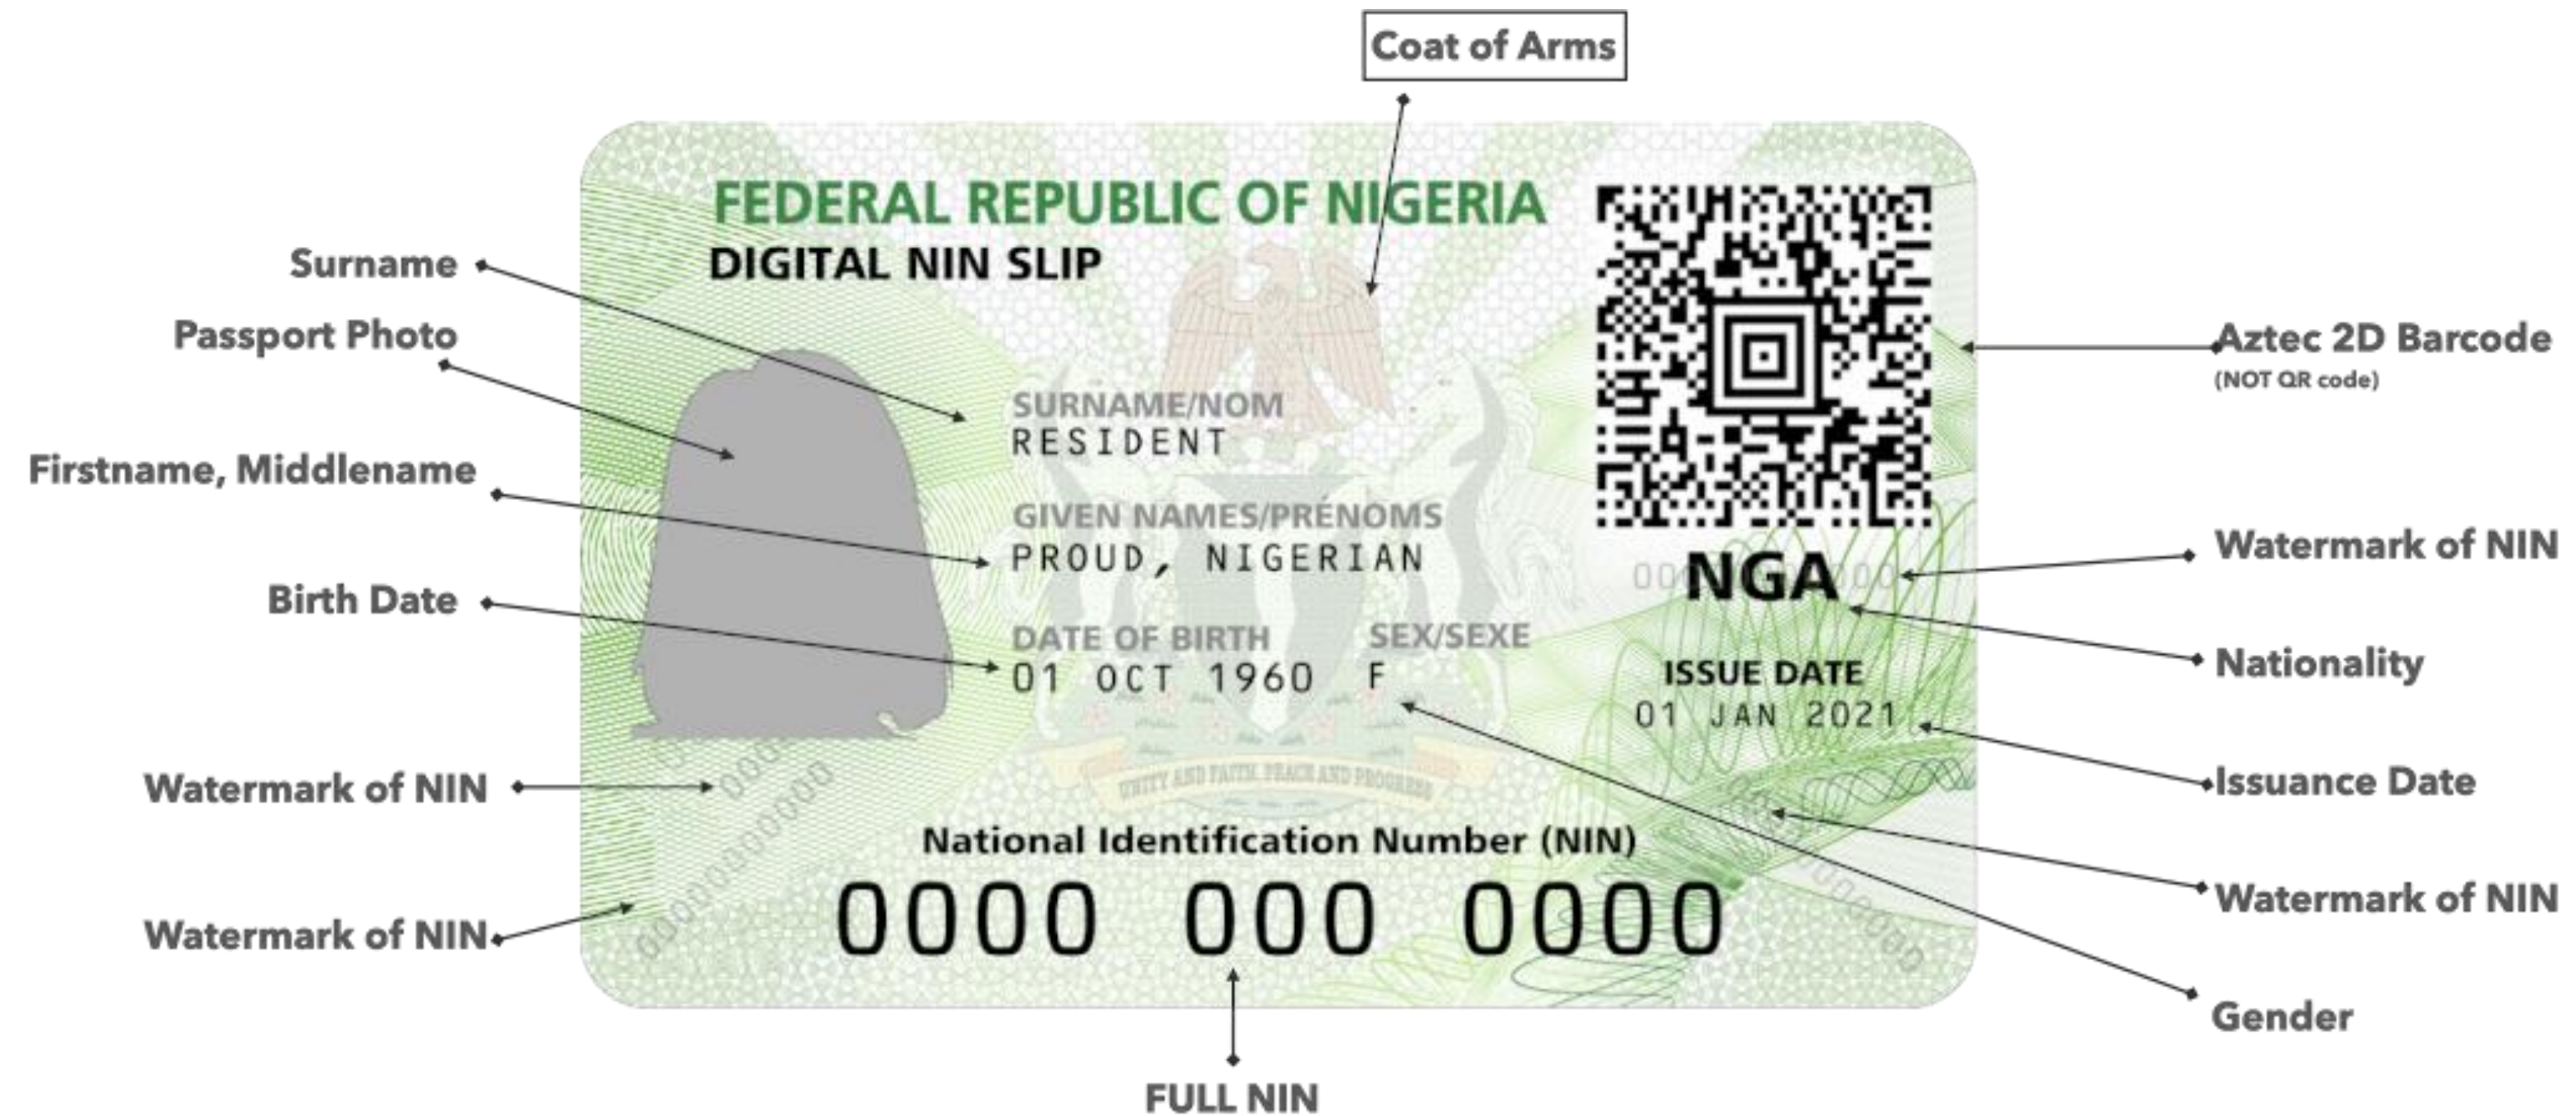 Coat of Arms
FEDERAL REPUBLIC OF NIGERIA
DIGITAL NIN SLIP
Surname
Passport Photo
Firstname, Middlename
Birth Date
Watermark of NIN
Watermark of NIN
SURNAME/NOM
RESIDENT
GIVEN NAMES/PRÉNOMS
PROUD, NIGERIAN
DATE OF BIRTH SEX/SEXE
01 OCT 1960 F
UNITY AND FAITH, PEACE AND PROGRESS
NGA
ISSUE DATE
01 JAN 2021
National Identification Number (NIN)
0000 000 0000
00000000000
Aztec 2D Barcode
(NOT QR code)
Watermark of NIN
Nationality
Issuance Date
Watermark of NIN
Gender
FULL NIN